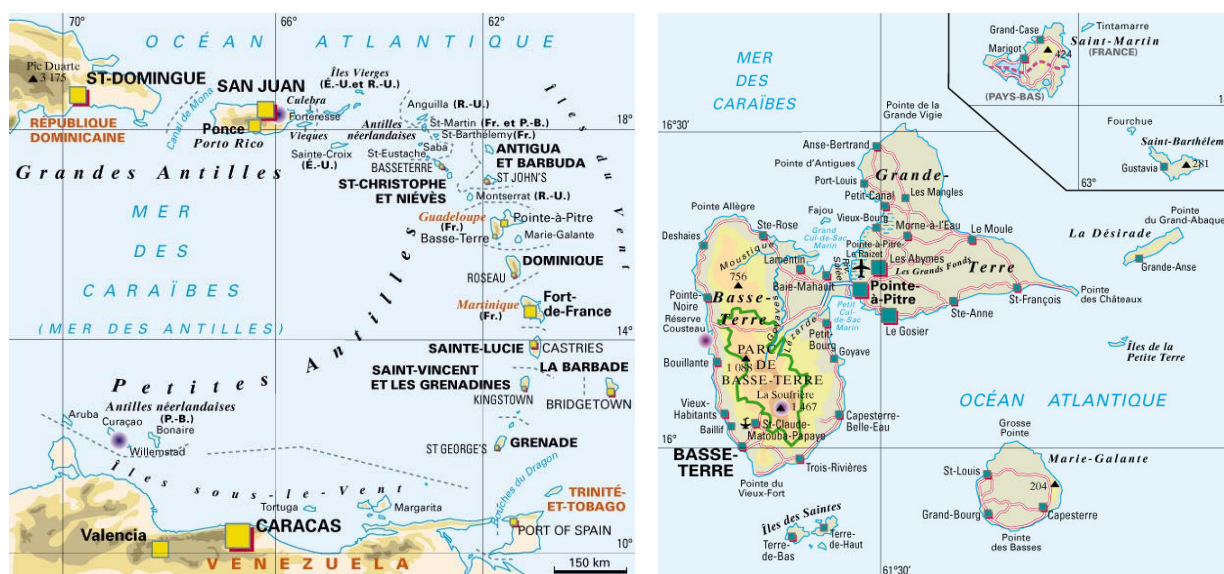 70°
66°
62°
OCÉAN ATLANTIQUE
Pic Duarte
3 175
ST-DOMINGUE
RÉPUBLIQUE
DOMINICAINE
Canal de Mona
SAN JUAN
Culebra
Forteresse
Ponce
Porto Rico
Vieques
Îles Vierges
(É.-U. et R.-U.)
Sainte-Croix
(É.-U.)
Anguilla (R.-U.)
St-Martin (Fr. et P.-B.)
St-Barthélemy (Fr.)
Antilles
néerlandaises
Saba
St-Eustache
BASSETERRE
ST-CHRISTOPHE
ET NIÉVÈS
18°
ANTIGUA
ET BARBUDA
ST JOHN'S
Montserrat (R.-U.)
Îles du Vent
Grandes Antilles
MER
DES
CARAÏBES
(MER DES ANTILLES)
Guadeloupe
(Fr.)
Pointe-à-Pitre
Basse-Terre
Marie-Galante
DOMINIQUE
ROSEAU
Martinique
(Fr.)
Fort-
de-France
14°
SAINTE-LUCIE
CASTRIES
LA BARBADE
SAINT-VINCENT
ET LES GRENADINES
KINGSTOWN
BRIDGETOWN
Petites Antilles
Antilles néerlandaises
(P.-B.)
Aruba
Curaçao
Bonaire
Willemstad
ST GEORGE'S
GRENADE
Îles sous-le-Vent
Bouches du Dragon
Tortuga
Margarita
TRINITÉ-
ET-TOBAGO
PORT OF SPAIN
Valencia
CARACAS
VENEZUELA
10°
150 km
MER
DES
CARAÏBES
Grand-Case
Tintamarre
Marigot
Saint-Martin
(FRANCE)
424
(PAYS-BAS)
Fourchue
Saint-Barthélem
Gustavia
281
63°
1
16°30'
Pointe de la
Grande Vigie
Anse-Bertrand
Pointe d'Antigues
Port-Louis
Grande-
Les Mangles
Petit-Canal
Vieux-Bourg
Morne-à-l'Eau
Le Moule
Pointe Allègre
Fajou
Ste-Rose
Grand
Cul-de-Sac
Marin
Deshaies
Moustique
Lamentin
Pointe-à-Pitre
Le Raizet
Les Abymes
Les Grands Fonds
Terre
Riv.
Salée
756
Baie-Mahault
Basse-
Terre
Pointe-
à-Pitre
St-François
Pointe
des Châteaux
Ste-Anne
Le Gosier
Pointe
du Grand-Abaque
La Désirade
Grande-Anse
Pointe-
Noire
Réserve
Cousteau
Goyaves
Lézarde
Petit
Cul-
de-Sac
Marin
Petit-
Bourg
Goyave
Bouillante
PARC
DE
BASSE-TERRE
1 088
La Soufrière
1 467
Îles de la
Petite Terre
Vieux-
Habitants
Baillif
St-Claude-
Matouba-Papaye
Capesterre-
Belle-Eau
16°
BASSE-
TERRE
Trois-Rivières
Pointe du
Vieux-Fort
OCÉAN ATLANTIQUE
Grosse
Pointe
Marie-Galante
St-Louis
204
Grand-Bourg
Capesterre
Pointe
des Basses
Îles des Saintes
Terre-
de-Bas
Terre-
de-Haut
61°30'